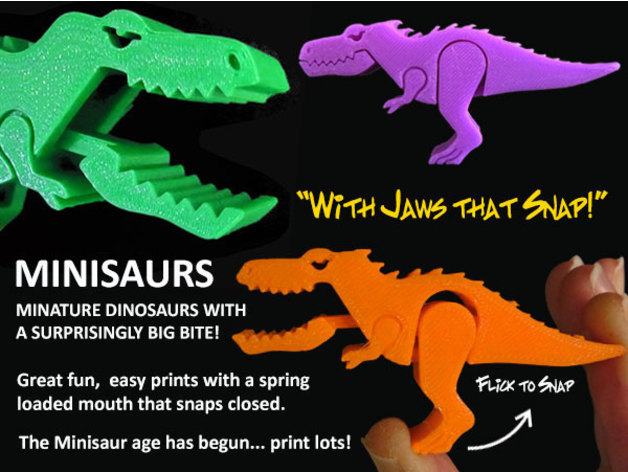 “With Jaws that Snap!”
MINISAURS
MINATURE DINOSAURS WITH
A SURPRISINGLY BIG BITE!
Great fun,  easy prints with a spring
loaded mouth that snaps closed.
Flick to Snap
The Minisaur age has begun... print lots!